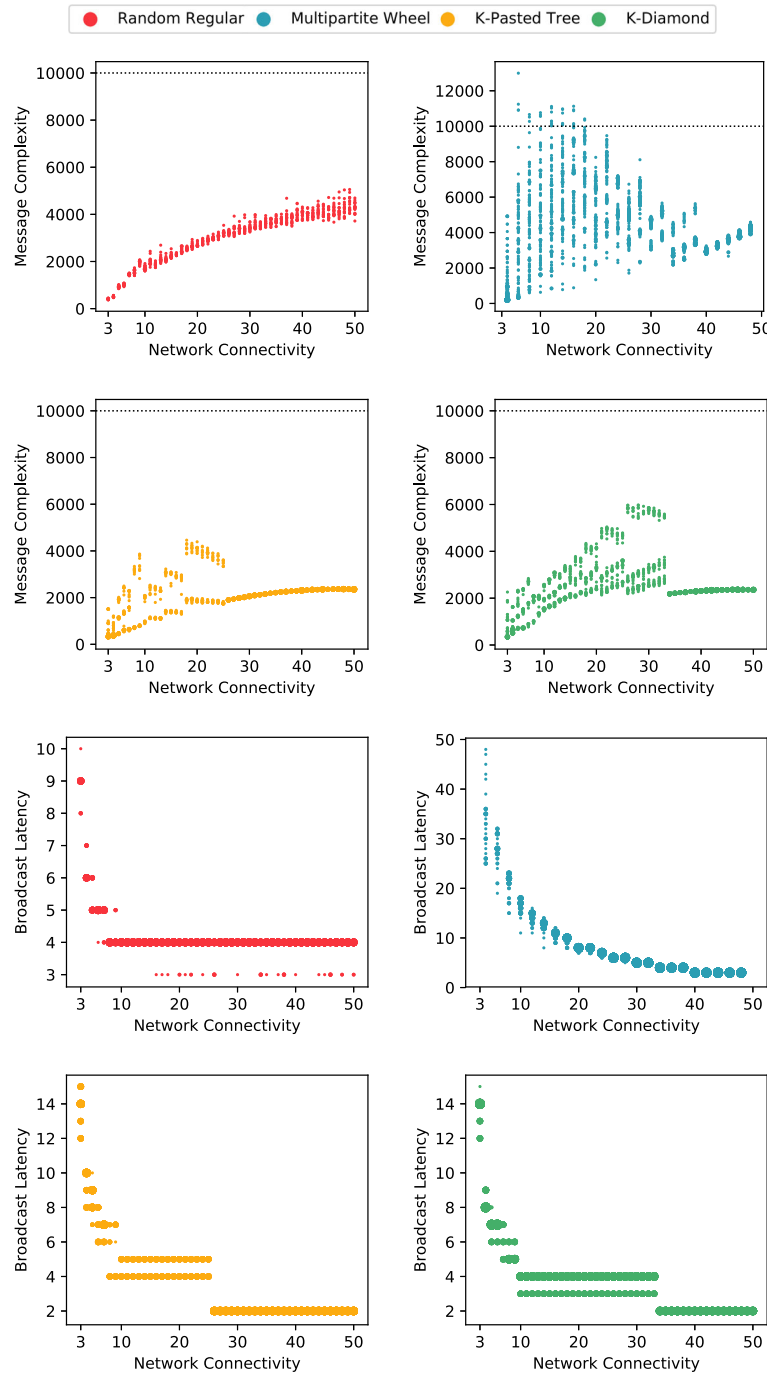 Random Regular Multipartite Wheel K-Pasted Tree K-Diamond
10000
8000
6000
4000
2000
0
Message Complexity
3 10 20 30 40 50
Network Connectivity
12000
10000
8000
6000
4000
2000
0
Message Complexity
3 10 20 30 40 50
Network Connectivity
10000
8000
6000
4000
2000
0
Message Complexity
3 10 20 30 40 50
Network Connectivity
10000
8000
6000
4000
2000
0
Message Complexity
3 10 20 30 40 50
Network Connectivity
10
9
8
7
6
5
4
3
Broadcast Latency
3 10 20 30 40 50
Network Connectivity
50
40
30
20
10
0
Broadcast Latency
3 10 20 30 40 50
Network Connectivity
14
12
10
8
6
4
2
Broadcast Latency
3 10 20 30 40 50
Network Connectivity
14
12
10
8
6
4
2
Broadcast Latency
3 10 20 30 40 50
Network Connectivity